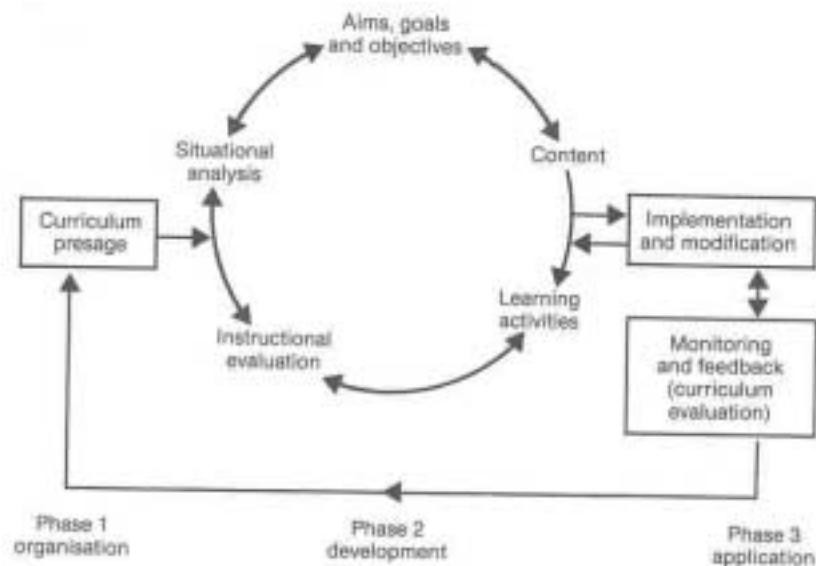 Aims, goals
and objectives
Situational
analysis
Content
Curriculum
presage
Implementation
and modification
Learning
activities
Instructional
evaluation
Monitoring
and feedback
(curriculum
evaluation)
Phase 1
organisation
Phase 2
development
Phase 3
application